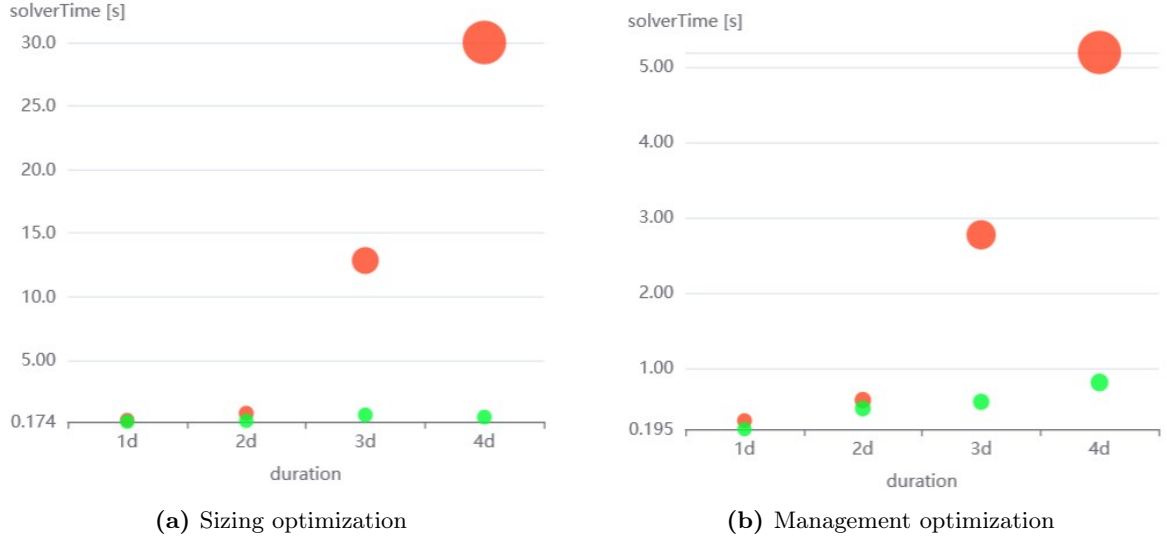 solverTime [s]
30.0
25.0
20.0
15.0
10.0
5.00
0.174
1d 2d 3d 4d
duration
(a) Sizing optimization
solverTime [s]
5.00
4.00
3.00
2.00
1.00
0.195
1d 2d 3d 4d
duration
(b) Management optimization